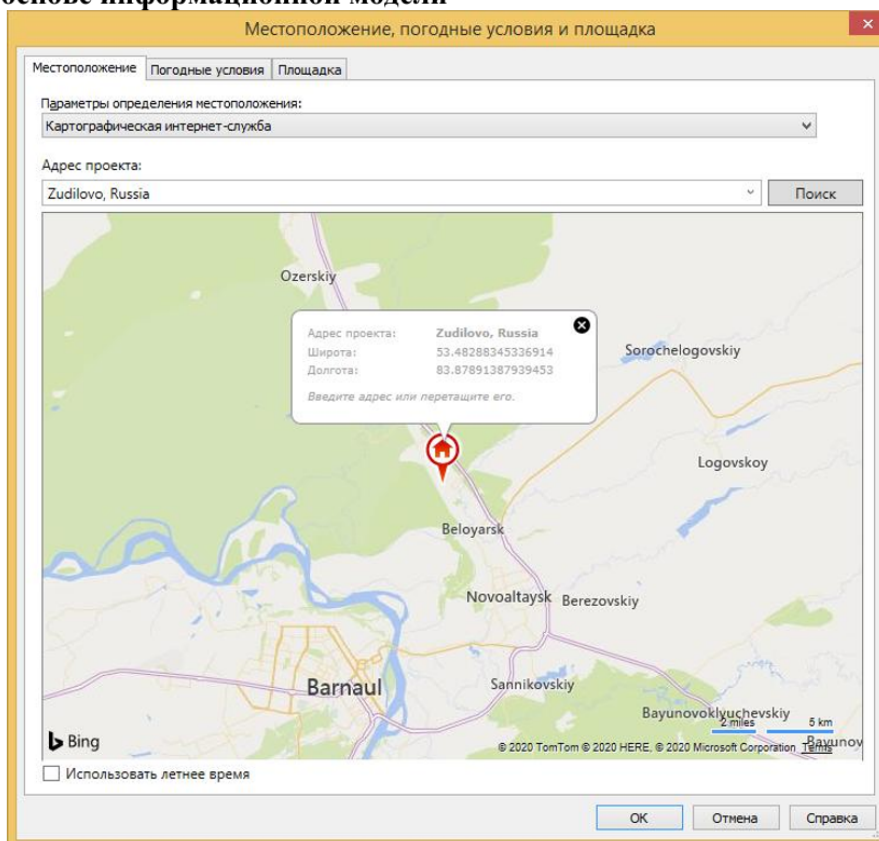 основе информационной модели
Местоположение, погодные условия и площадка
Местоположение Погодные условия Площадка
Параметры определения местоположения:
Картографическая интернет-служба
Адрес проекта:
Zudilovo, Russia Поиск
Ozerskiy
Адрес проекта: Zudilovo, Russia
Широта: 53.48288345336914
Долгота: 83.87891387939453
Введите адрес или перетащите его.
Sorochelogovskiy
Logovskoy
Beloyarsk
Novoaltaysk Berezovskiy
Barnaul
Sannikovskiy
Bayunovoklyuchevskiy
2 miles 5 km
Bing
© 2020 TomTom © 2020 HERE, © 2020 Microsoft Corporation Terms
Bayunov
Использовать летнее время
OK Отмена Справка